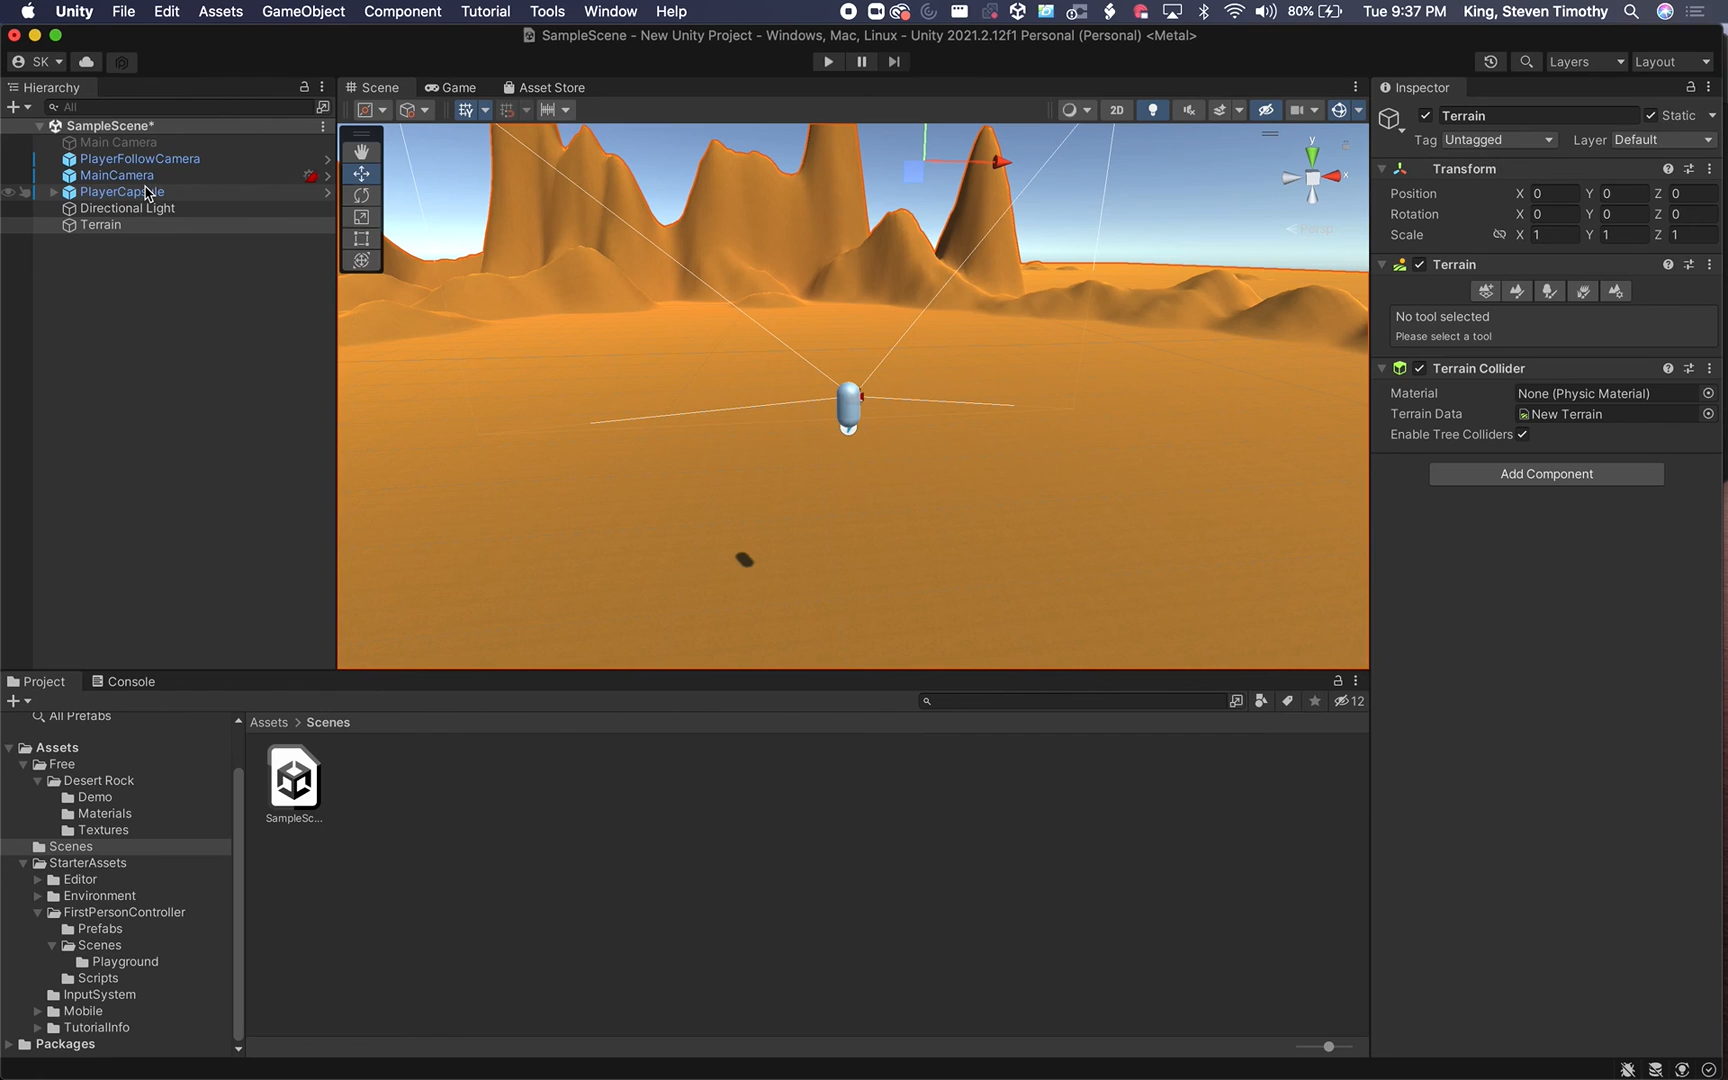 Unity File Edit Assets GameObject Component Tutorial Tools Window Help 80% Tue 9:37 PM King, Steven Timothy
SampleScene - New Unity Project - Windows, Mac, Linux - Unity 2021.2.12f1 Personal (Personal) <Metal>
SK Layers Layout
Hierarchy Scene Game Asset Store Inspector
All 2D
SampleScene*
Main Camera
PlayerFollowCamera
MainCamera
PlayerCapsule
Directional Light
Terrain
y
x
Persp
Terrain Static
Tag Untagged Layer Default
Transform
Position X 0 Y 0 Z 0
Rotation X 0 Y 0 Z 0
Scale X 1 Y 1 Z 1
Terrain
No tool selected
Please select a tool
Terrain Collider
Material None (Physic Material)
Terrain Data New Terrain
Enable Tree Colliders
Add Component
Project Console
12
All Prefabs
Assets > Scenes
Assets
Free
Desert Rock
Demo
Materials
Textures
Scenes
StarterAssets
Editor
Environment
FirstPersonController
Prefabs
Scenes
Playground
Scripts
InputSystem
Mobile
TutorialInfo
Packages
SampleSc...